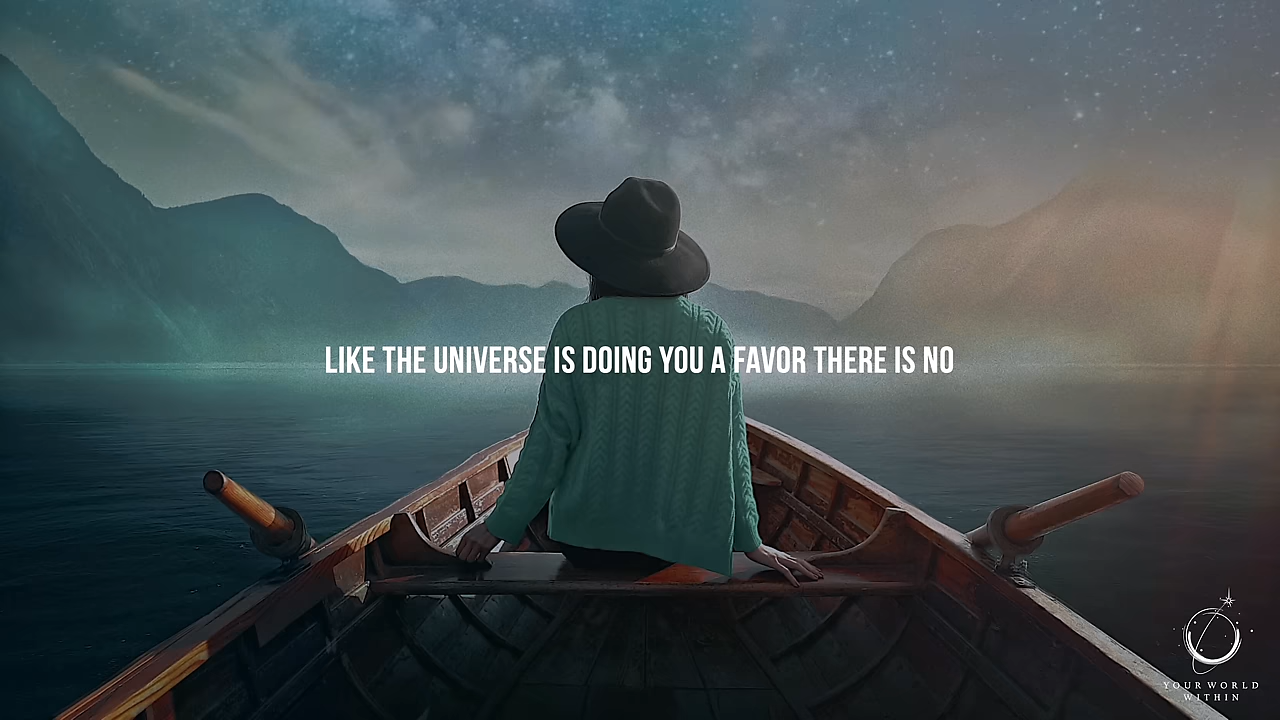 LIKE THE UNIVERSE IS DOING YOU A FAVOR THERE IS NO
YOUR WORLD
WITHIN